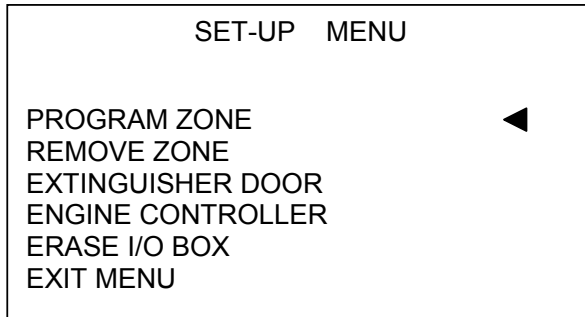 SET-UP MENU
PROGRAM ZONE
REMOVE ZONE
EXTINGUISHER DOOR
ENGINE CONTROLLER
ERASE I/O BOX
EXIT MENU